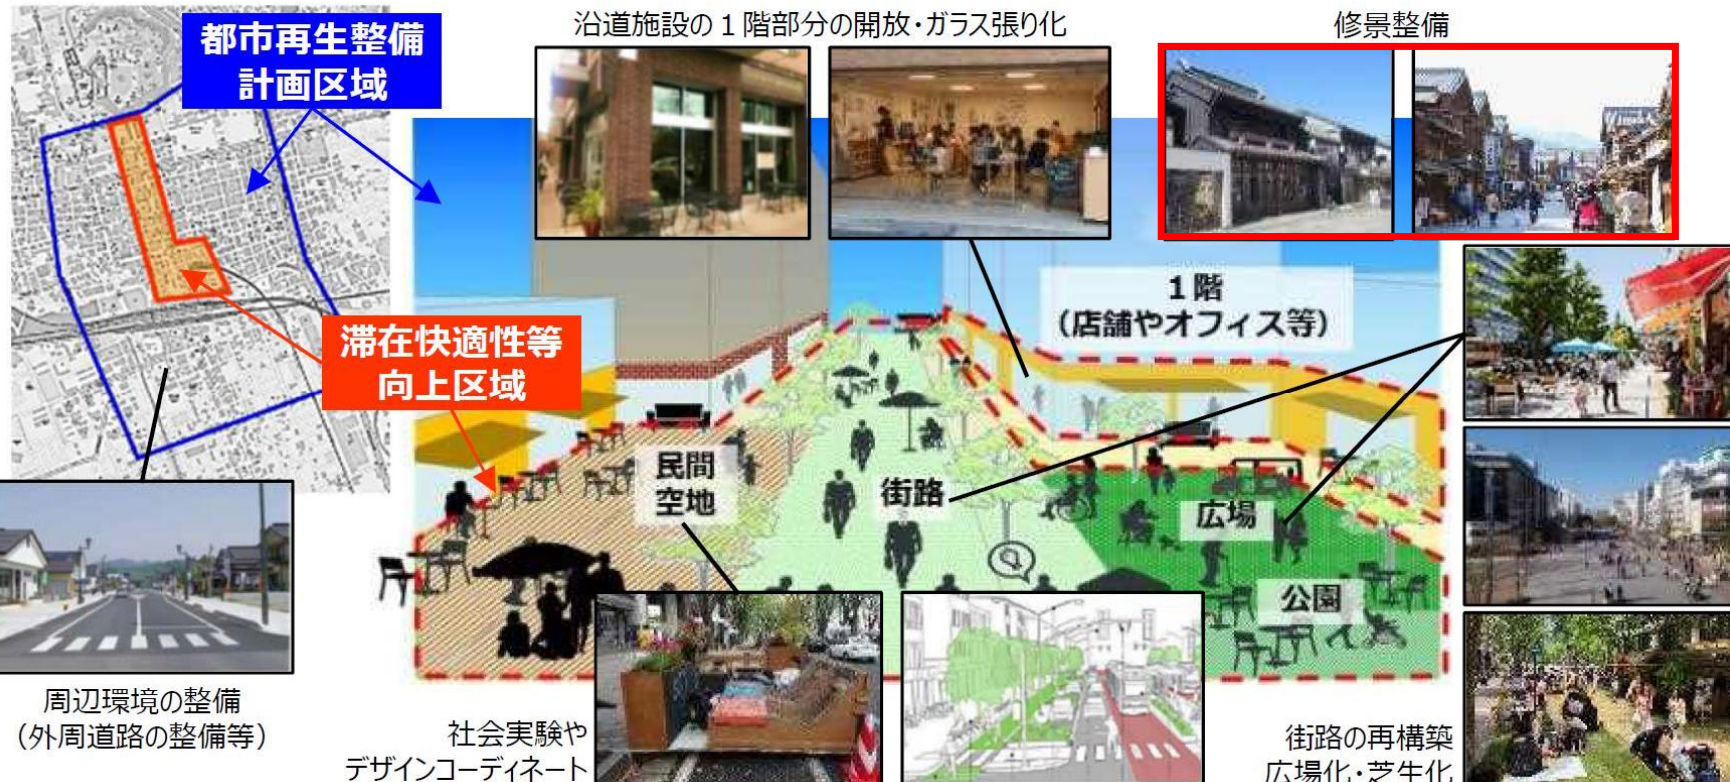 沿道施設の１階部分の開放・ガラス張り化
修景整備
都市再生整備
計画区域
１階
（店舗やオフィス等）
滞在快適性等
向上区域
民間
空地
街路
広場
公園
周辺環境の整備
（外周道路の整備等）
社会実験や
デザインコーディネート
街路の再構築
広場化・芝生化